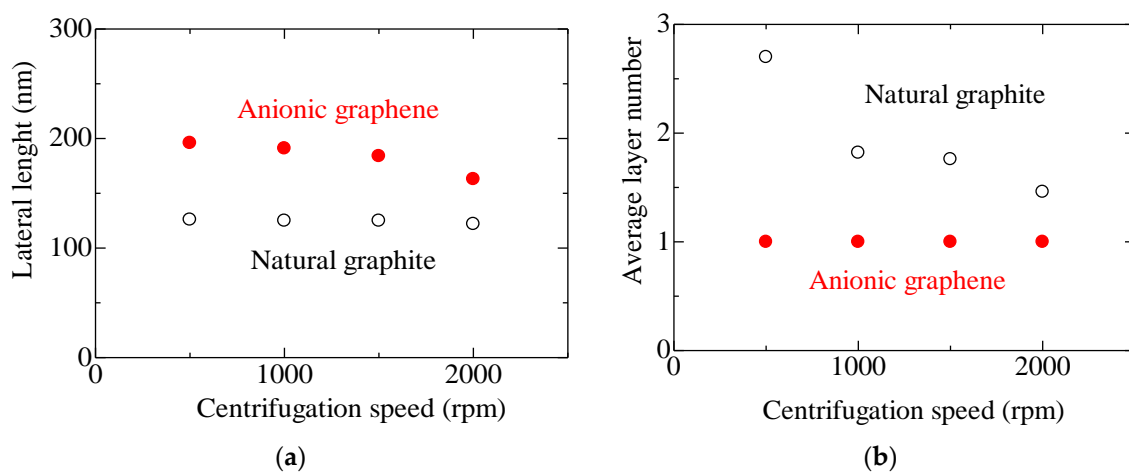 300
200
100
0
Lateral lenght (nm)
Anionic graphene
Natural graphite
0
1000
2000
Centrifugation speed (rpm)
(a)
3
2
1
0
Average layer number
Natural graphite
Anionic graphene
0
1000
2000
Centrifugation speed (rpm)
(b)